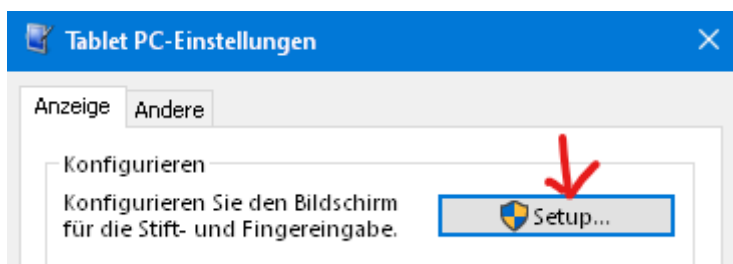 Tablet PC-Einstellungen
Anzeige
Andere
Konfigurieren
Konfigurieren Sie den Bildschirm
für die Stift- und Fingereingabe.
Setup...